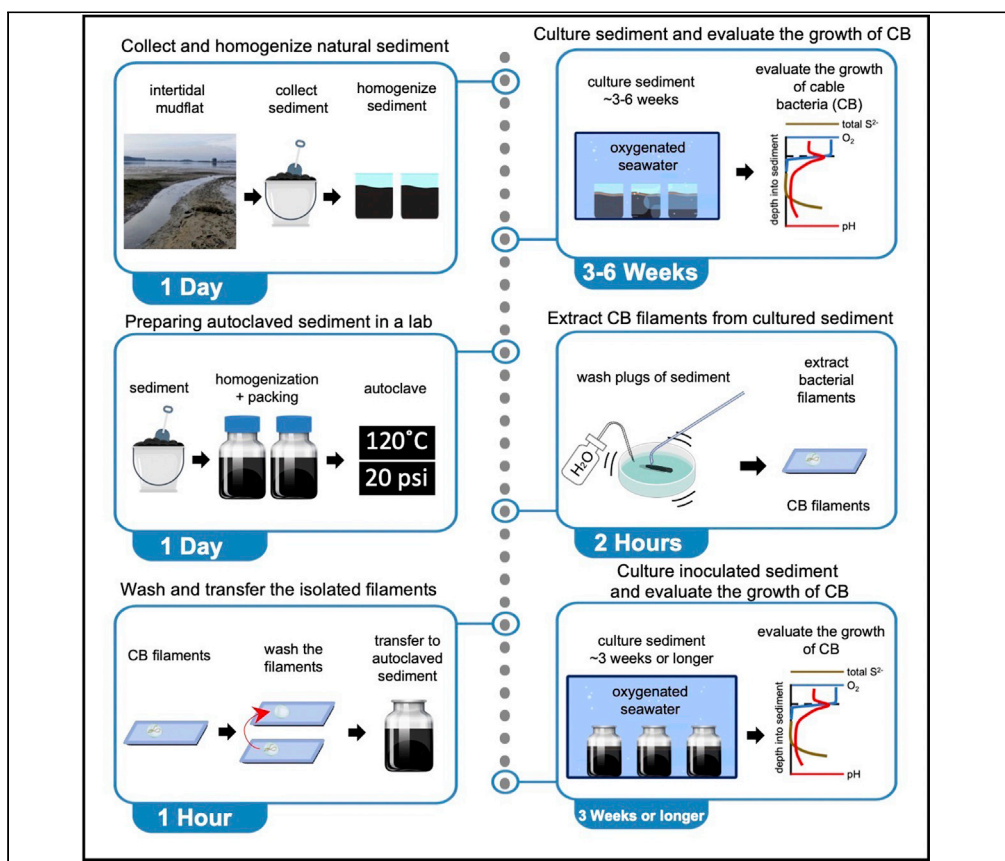 Collect and homogenize natural sediment
intertidal
mudflat
collect
sediment
homogenize
sediment
1 Day
Culture sediment and evaluate the growth of CB
culture sediment
~3-6 weeks
oxygenated
seawater
evaluate the growth
of cable
bacteria (CB)
total S²⁻
O₂
depth into sediment
pH
3-6 Weeks
Preparing autoclaved sediment in a lab
sediment
homogenization
+ packing
autoclave
120˚C
20 psi
1 Day
Extract CB filaments from cultured sediment
wash plugs of sediment
H₂O
extract
bacterial
filaments
CB filaments
2 Hours
Wash and transfer the isolated filaments
CB filaments
wash the
filaments
transfer to
autoclaved
sediment
1 Hour
Culture inoculated sediment
and evaluate the growth of CB
culture sediment
~3 weeks or longer
oxygenated
seawater
evaluate the growth
of CB
total S²⁻
O₂
depth into sediment
pH
3 Weeks or longer